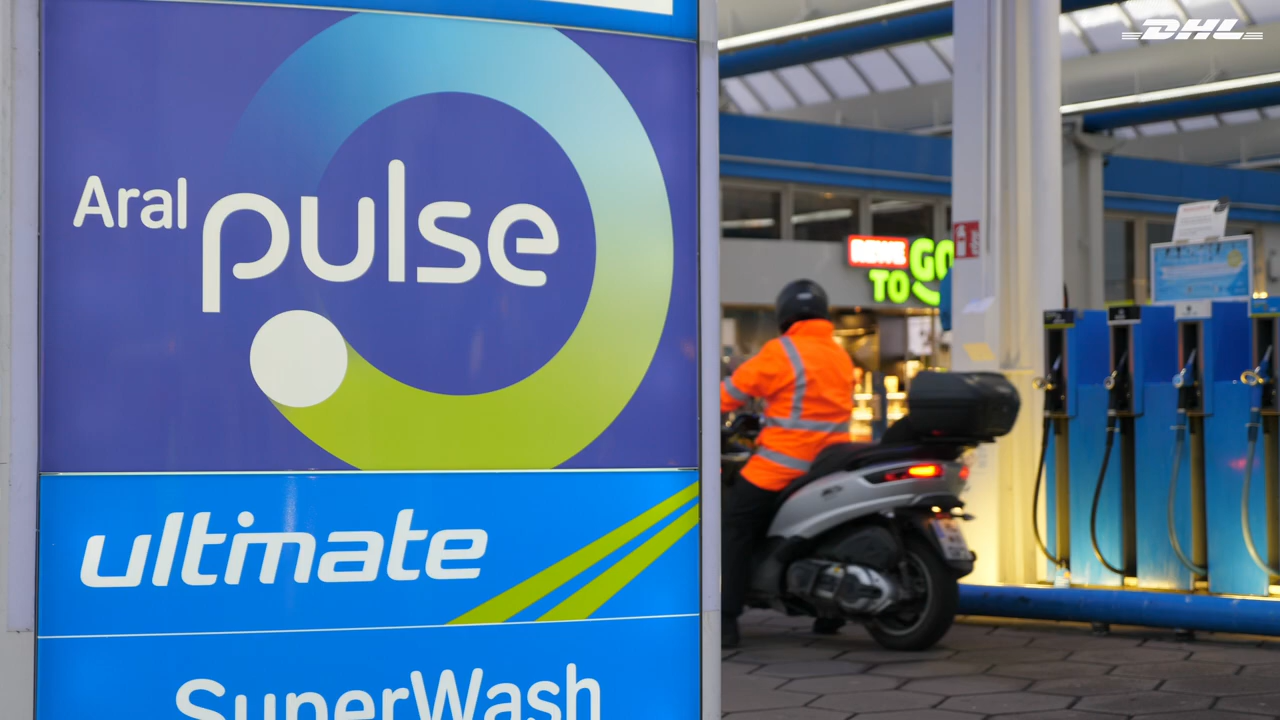 DHL
Aral pulse
REWE
TO GO
ultimate
SuperWash